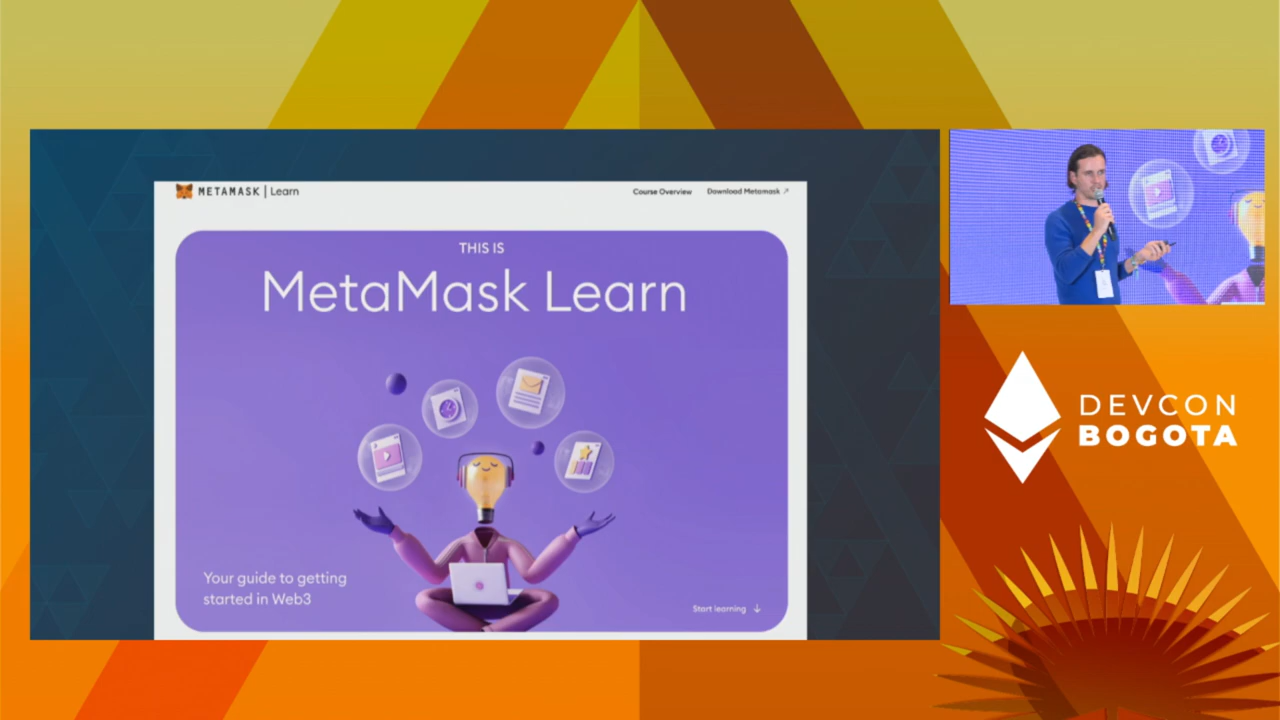 METAMASK | Learn
Course Overview
Download Metamask ↗
THIS IS
MetaMask Learn
Your guide to getting
started in Web3
Start learning ↓
DEVCON
BOGOTA